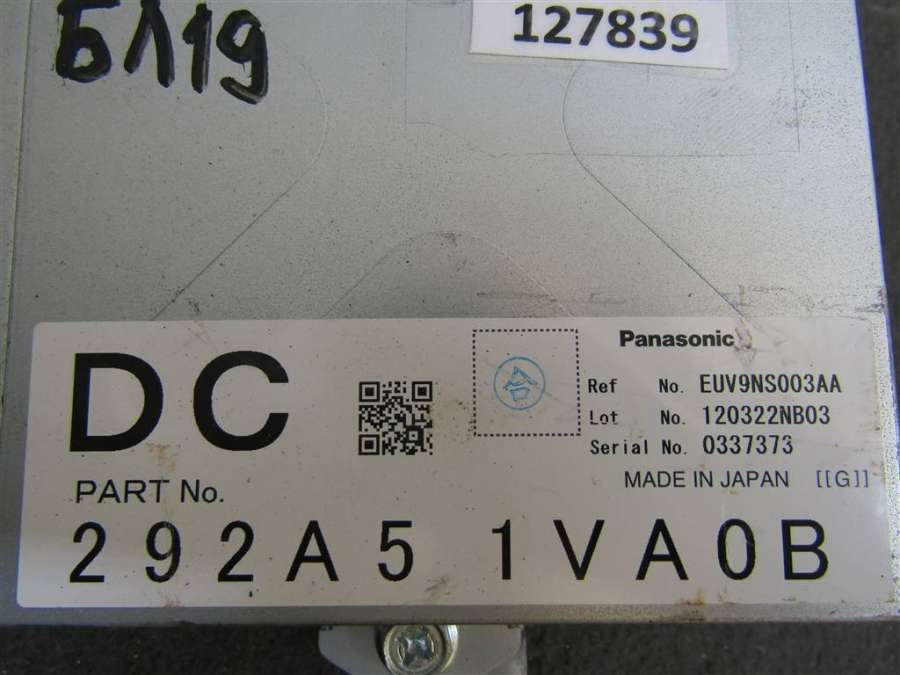 БЛ19
127839
DC
合
Panasonic
Ref No. EUV9NS003AA
Lot No. 120322NB03
Serial No. 0337373
MADE IN JAPAN [[G]]
PART No.
292A5 1VA0B